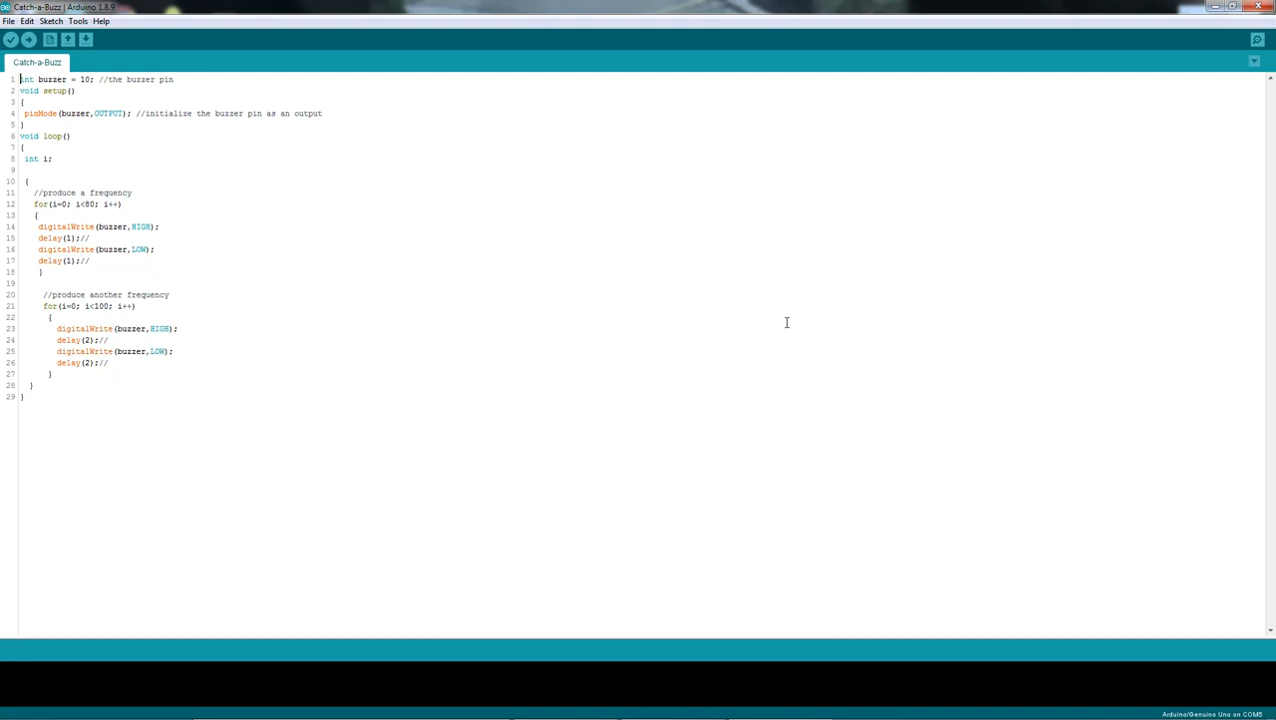 Catch-a-Buzz | Arduino 1.8.9
File Edit Sketch Tools Help
Catch-a-Buzz
1 int buzzer = 10; //the buzzer pin
2 void setup()
3 {
4 pinMode(buzzer,OUTPUT); //initialize the buzzer pin as an output
5 }
6 void loop()
7 {
8 int i;
9
10 {
11 //produce a frequency
12 for(i=0; i<80; i++)
13 {
14 digitalWrite(buzzer,HIGH);
15 delay(1);//
16 digitalWrite(buzzer,LOW);
17 delay(1);//
18 }
19
20 //produce another frequency
21 for(i=0; i<100; i++)
22 {
23 digitalWrite(buzzer,HIGH);
24 delay(2);//
25 digitalWrite(buzzer,LOW);
26 delay(2);//
27 }
28 }
29 }
Arduino/Genuino Uno on COM5